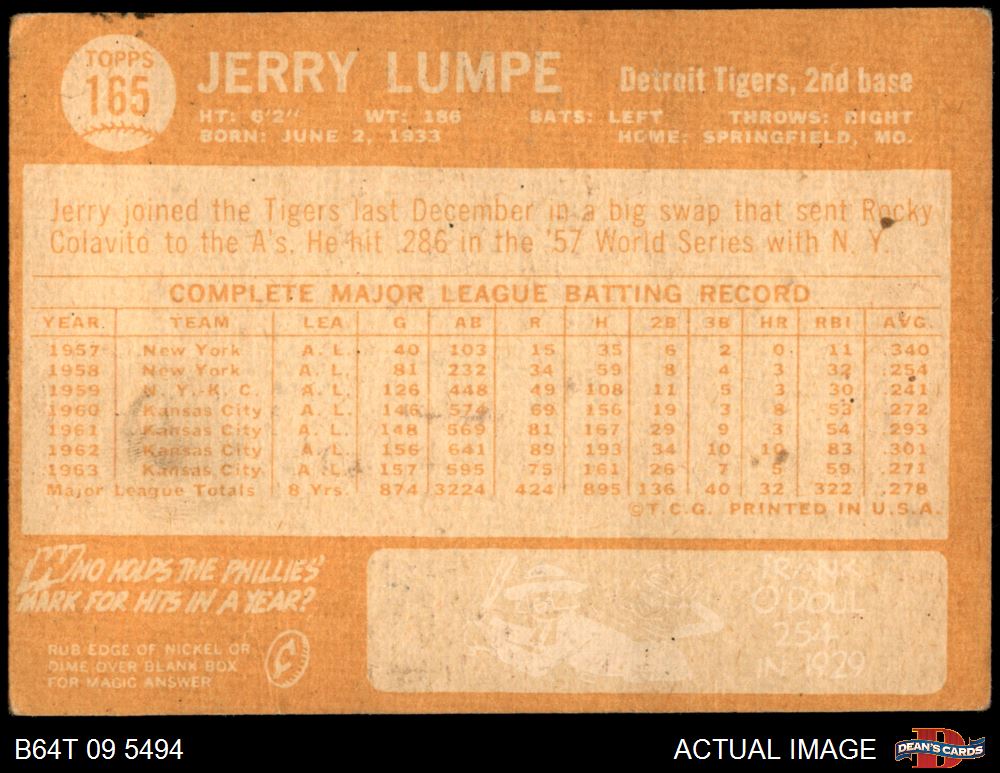 TOPPS
165
JERRY LUMPE
Detroit Tigers, 2nd base
HT: 6'2" WT: 186 BATS: LEFT THROWS: RIGHT
BORN: JUNE 2, 1933 HOME: SPRINGFIELD, MO.
Jerry joined the Tigers last December in a big swap that sent Rocky
Colavito to the A's. He hit .286 in the '57 World Series with N. Y.
COMPLETE MAJOR LEAGUE BATTING RECORD
YEAR TEAM LEA G AB R H 2B 3B HR RBI AVG.
1957 New York A. L. 40 103 15 35 6 2 0 11 .340
1958 New York A. L. 81 232 34 59 8 4 3 32 .254
1959 N. Y.-K. C. A. L. 126 448 49 108 11 5 3 30 .241
1960 Kansas City A. L. 146 574 69 156 19 3 8 53 .272
1961 Kansas City A. L. 148 569 81 167 29 9 3 54 .293
1962 Kansas City A. L. 156 641 89 193 34 10 10 83 .301
1963 Kansas City A. L. 157 595 75 161 26 7 5 59 .271
Major League Totals 8 Yrs. 874 3224 424 895 136 40 32 322 .278
©T.C.G. PRINTED IN U.S.A.
WHO HOLDS THE PHILLIES'
MARK FOR HITS IN A YEAR?
RUB EDGE OF NICKEL OR
DIME OVER BLANK BOX
FOR MAGIC ANSWER
FRANK
O'DOUL
254
IN 1929
B64T 09 5494
ACTUAL IMAGE
DEAN'S CARDS